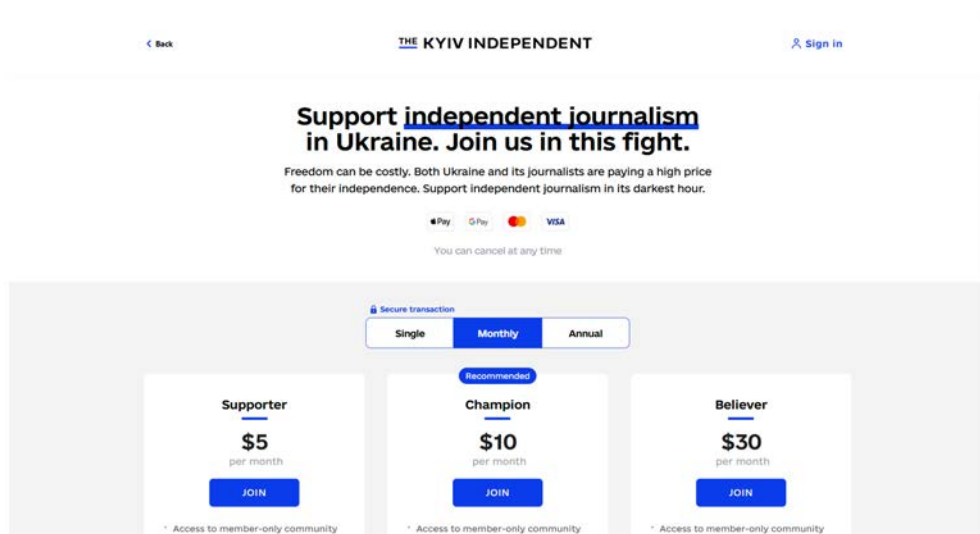 Back
THE KYIV INDEPENDENT
Sign in
Support independent journalism
in Ukraine. Join us in this fight.
Freedom can be costly. Both Ukraine and its journalists are paying a high price
for their independence. Support independent journalism in its darkest hour.
Pay
G Pay
VISA
You can cancel at any time
Secure transaction
Single
Monthly
Annual
Recommended
Supporter
$5
per month
JOIN
* Access to member-only community
Champion
$10
per month
JOIN
* Access to member-only community
Believer
$30
per month
JOIN
* Access to member-only community